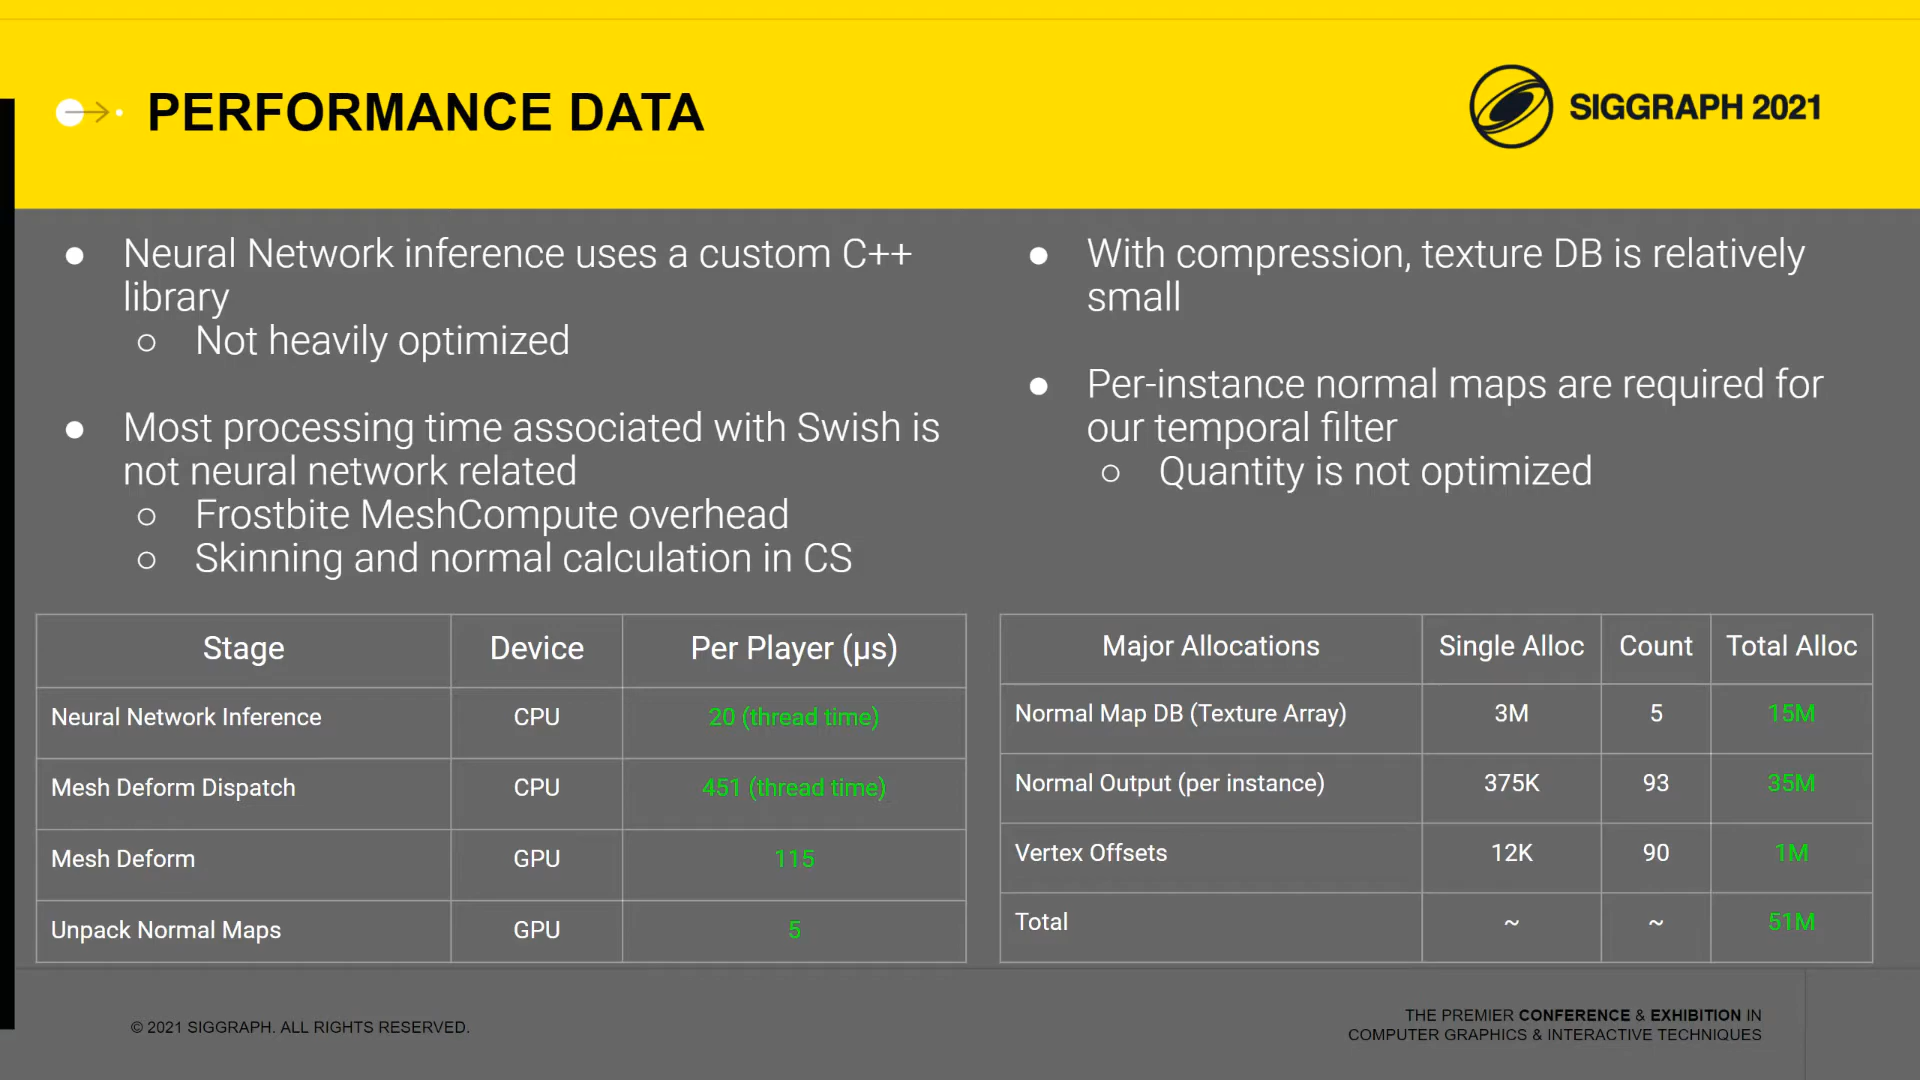 PERFORMANCE DATA
SIGGRAPH 2021
● Neural Network inference uses a custom C++
library
○ Not heavily optimized
● Most processing time associated with Swish is
not neural network related
○ Frostbite MeshCompute overhead
○ Skinning and normal calculation in CS
● With compression, texture DB is relatively
small
● Per-instance normal maps are required for
our temporal filter
○ Quantity is not optimized
Stage Device Per Player (µs)
Neural Network Inference CPU 20 (thread time)
Mesh Deform Dispatch CPU 451 (thread time)
Mesh Deform GPU 115
Unpack Normal Maps GPU 5
Major Allocations Single Alloc Count Total Alloc
Normal Map DB (Texture Array) 3M 5 15M
Normal Output (per instance) 375K 93 35M
Vertex Offsets 12K 90 1M
Total ~ ~ 51M
© 2021 SIGGRAPH. ALL RIGHTS RESERVED.
THE PREMIER CONFERENCE & EXHIBITION IN
COMPUTER GRAPHICS & INTERACTIVE TECHNIQUES